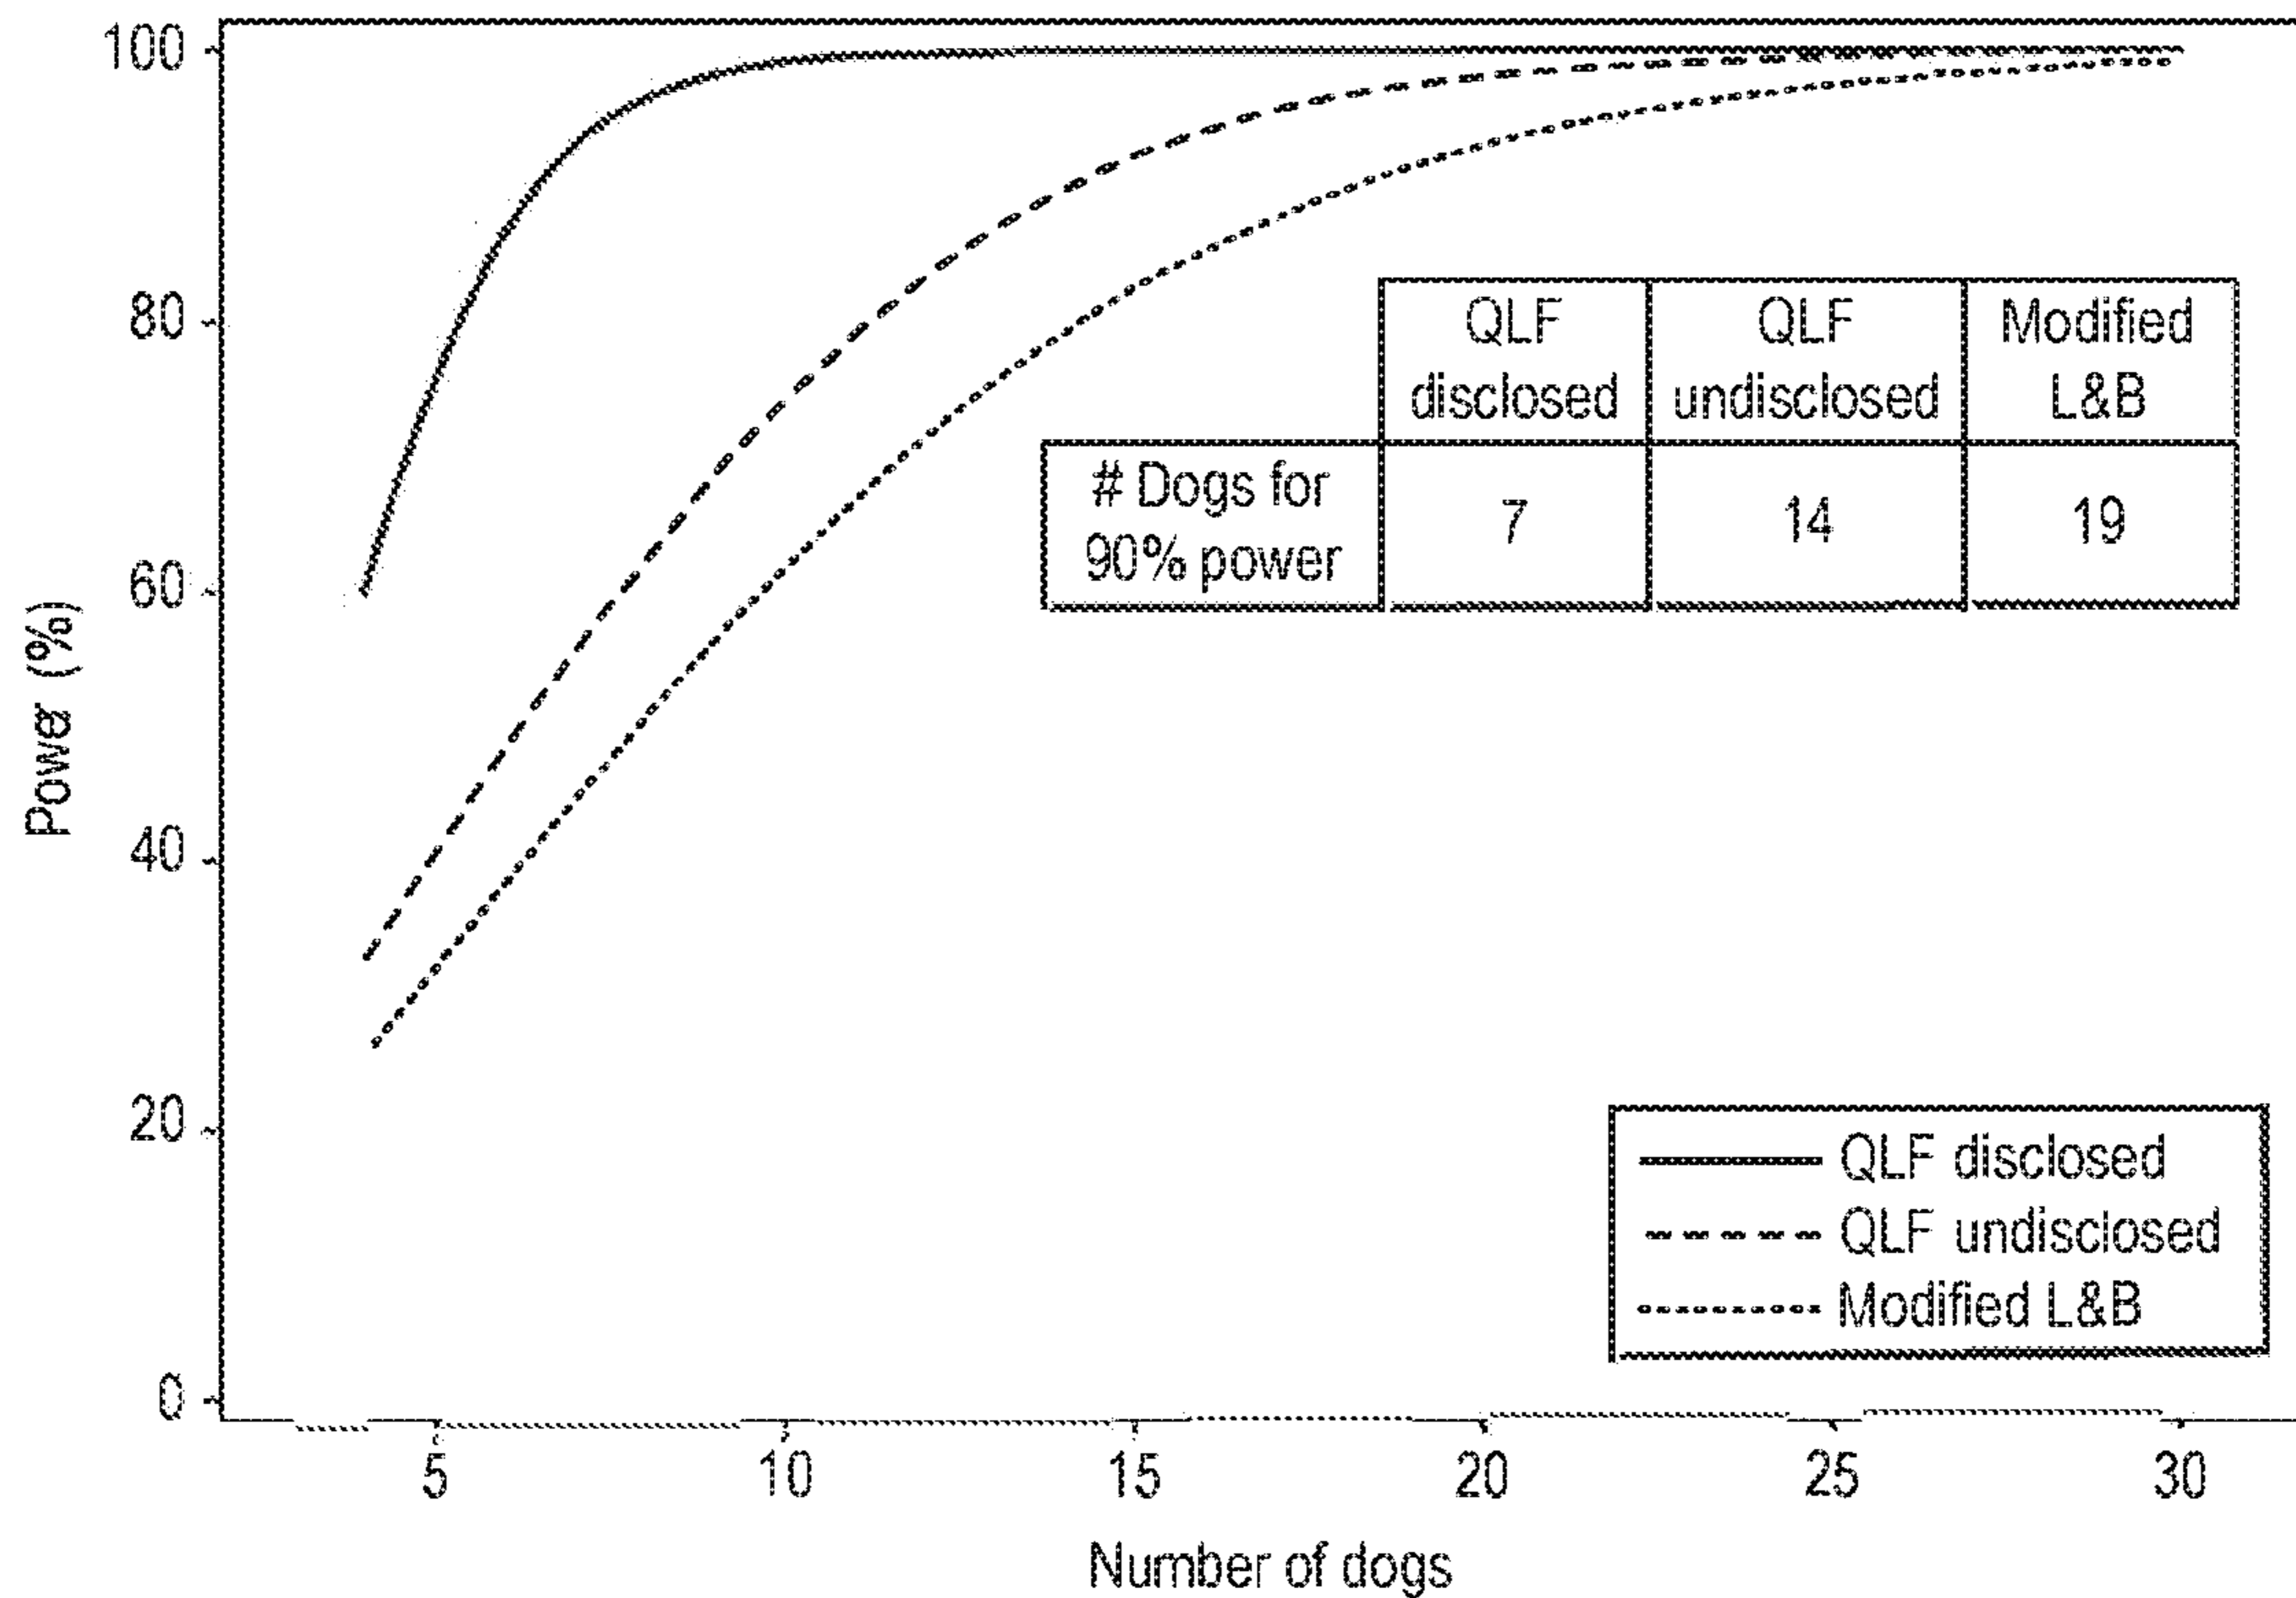 100
80
60
40
20
0
Power (%)
QLF
disclosed
QLF
undisclosed
Modified
L&B
# Dogs for
90% power
7
14
19
QLF disclosed
QLF undisclosed
Modified L&B
5
10
15
20
25
30
Number of dogs